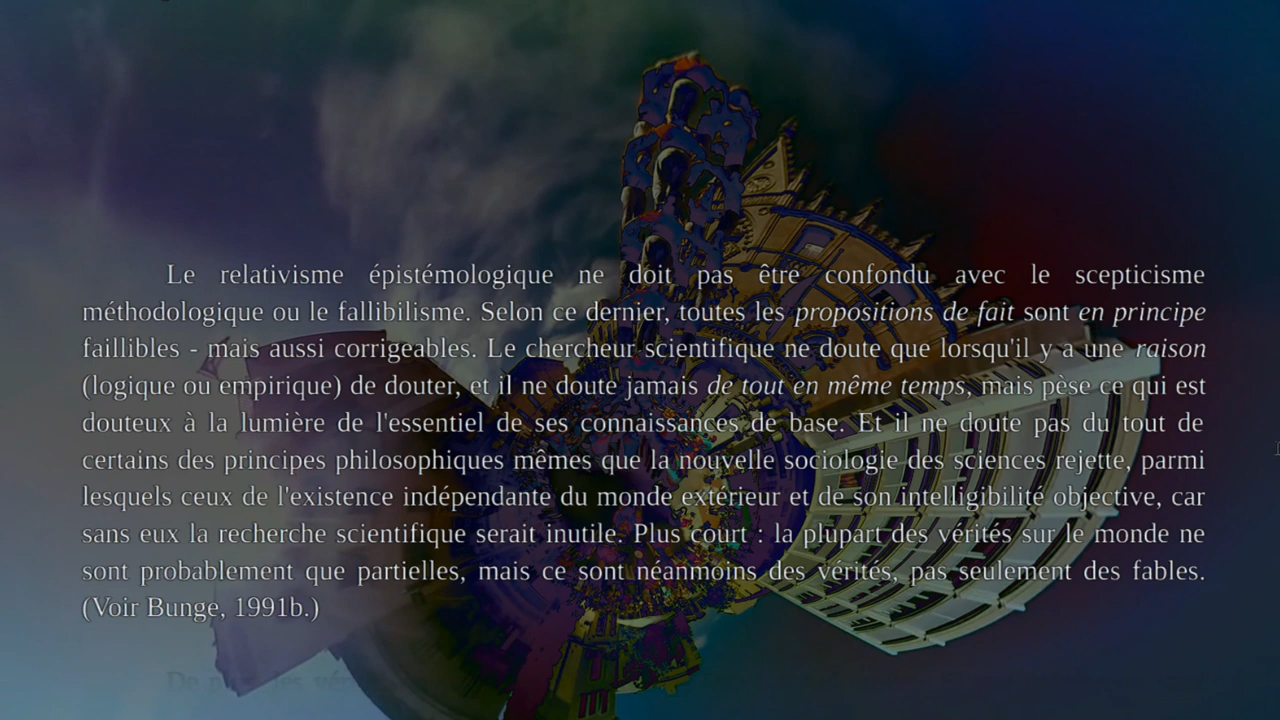 Le relativisme épistémologique ne doit pas être confondu avec le scepticisme
méthodologique ou le fallibilisme. Selon ce dernier, toutes les propositions de fait sont en principe
faillibles - mais aussi corrigeables. Le chercheur scientifique ne doute que lorsqu'il y a une raison
(logique ou empirique) de douter, et il ne doute jamais de tout en même temps, mais pèse ce qui est
douteux à la lumière de l'essentiel de ses connaissances de base. Et il ne doute pas du tout de
certains des principes philosophiques mêmes que la nouvelle sociologie des sciences rejette, parmi
lesquels ceux de l'existence indépendante du monde extérieur et de son intelligibilité objective, car
sans eux la recherche scientifique serait inutile. Plus court : la plupart des vérités sur le monde ne
sont probablement que partielles, mais ce sont néanmoins des vérités, pas seulement des fables.
(Voir Bunge, 1991b.)